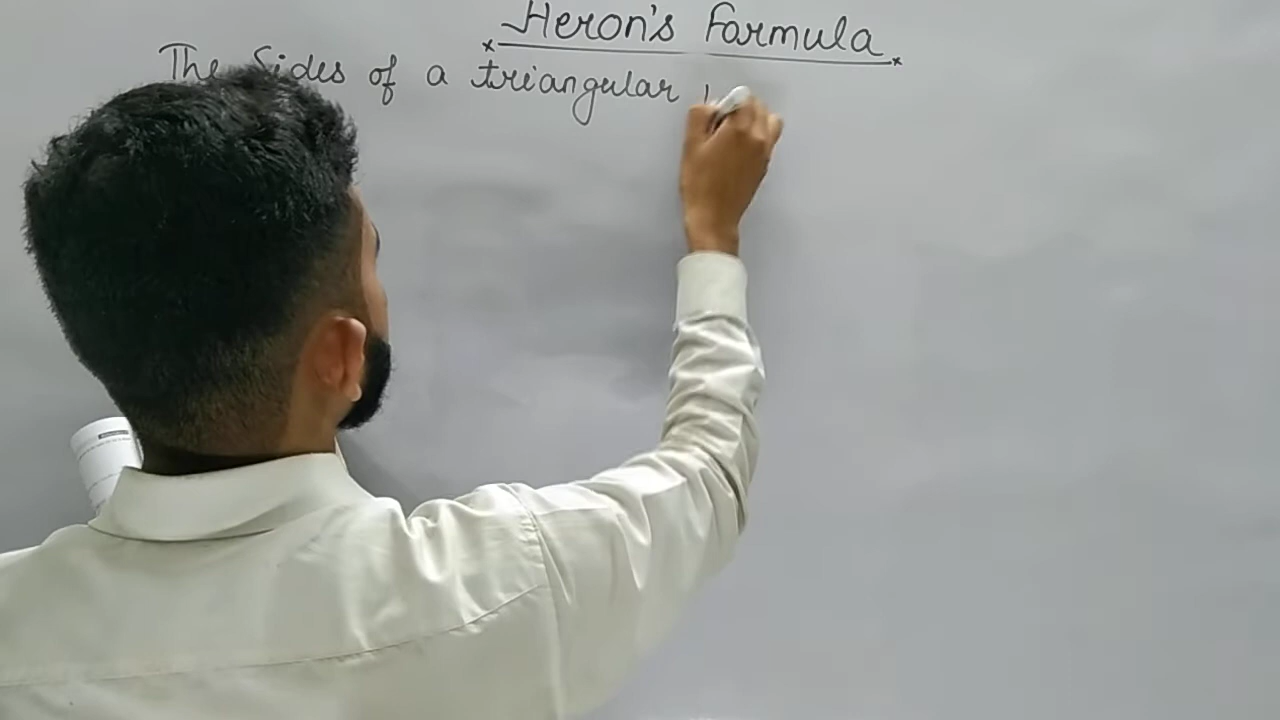 Heron's Formula
The Sides of a triangular